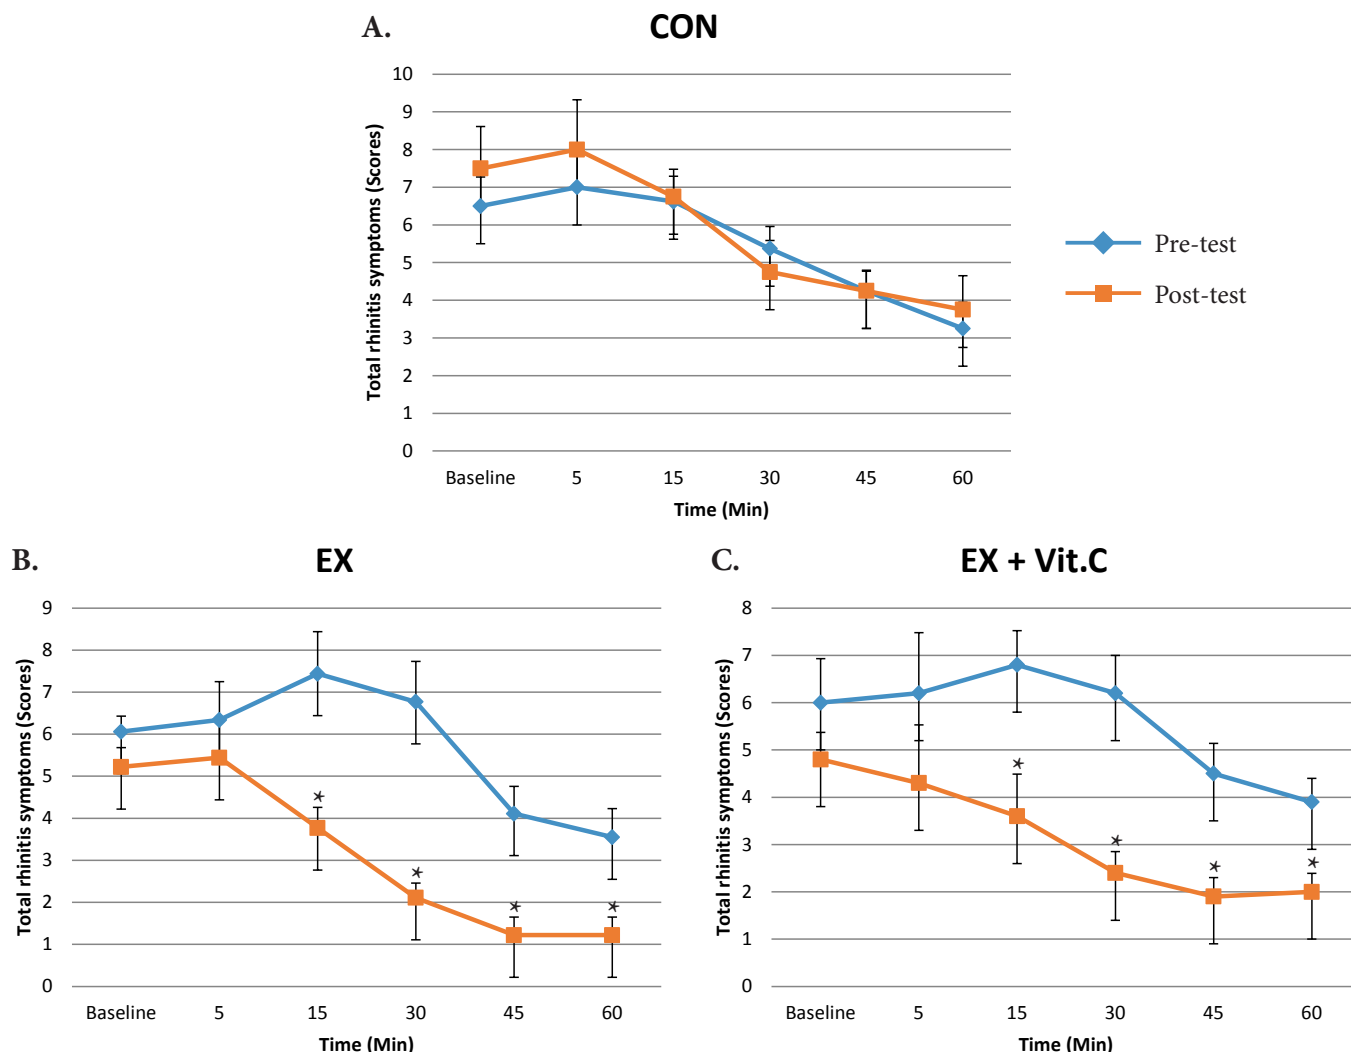 A.
CON
Total rhinitis symptoms (Scores)
10
9
8
7
6
5
4
3
2
1
0
Baseline 5 15 30 45 60
Time (Min)
Pre-test
Post-test
B.
EX
Total rhinitis symptoms (Scores)
9
8
7
6
5
4
3
2
1
0
* * * *
Baseline 5 15 30 45 60
Time (Min)
C.
EX + Vit.C
Total rhinitis symptoms (Scores)
8
7
6
5
4
3
2
1
0
* * * *
Baseline 5 15 30 45 60
Time (Min)